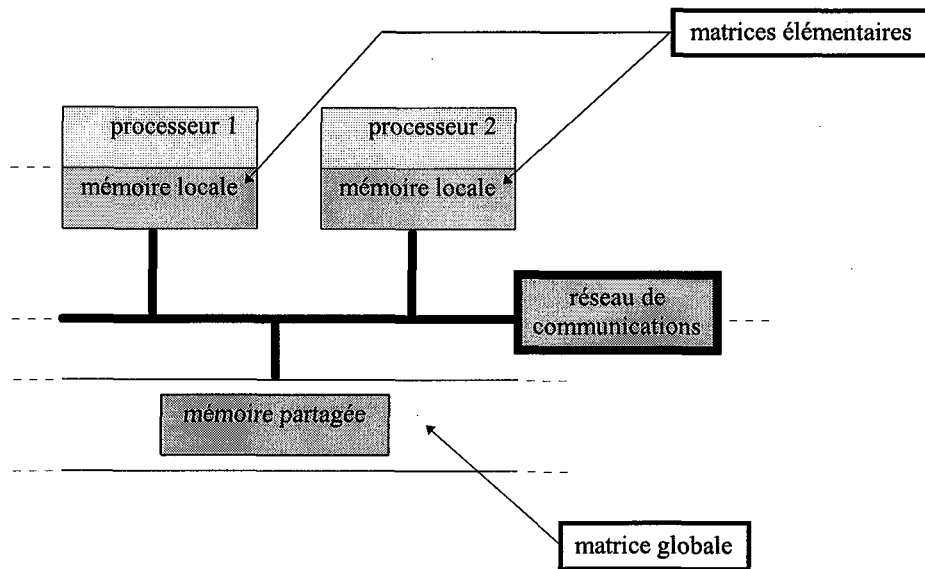 matrices élémentaires
processeur 1
processeur 2
mémoire locale
mémoire locale
réseau de
communications
mémoire partagée
matrice globale